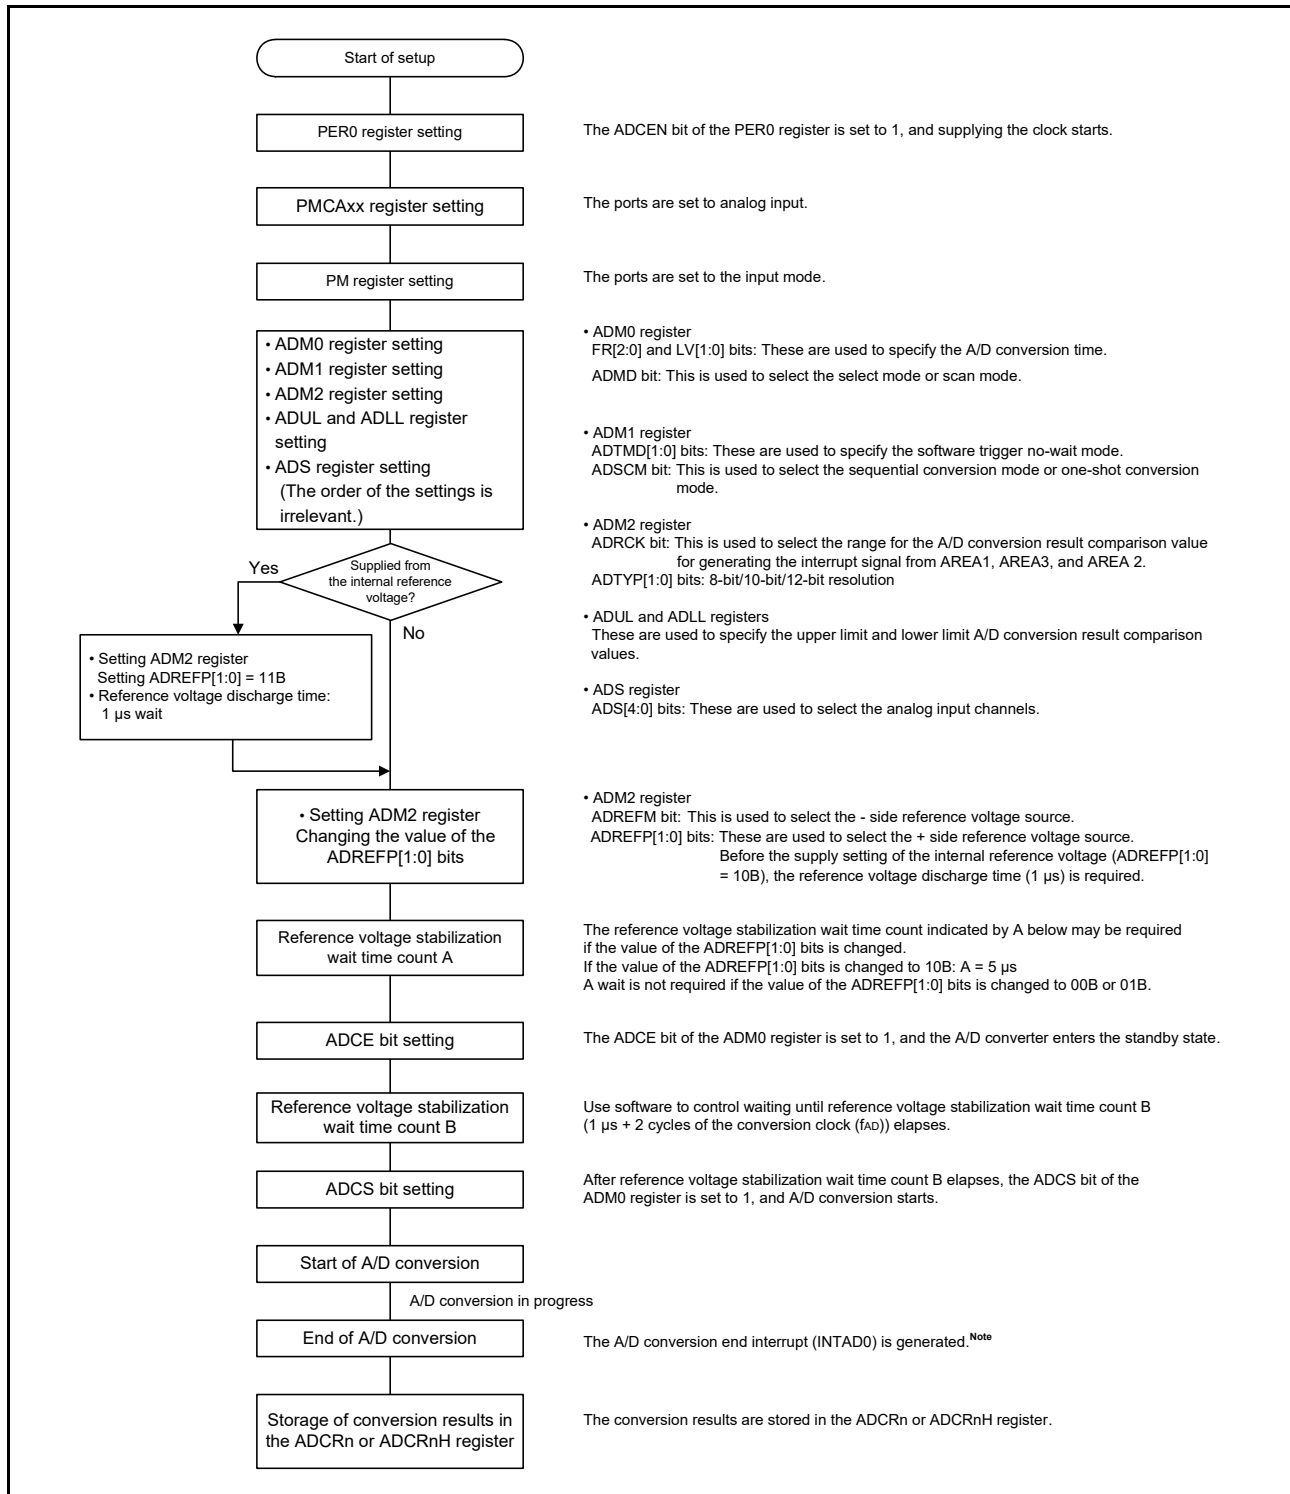 Start of setup
PER0 register setting
The ADCEN bit of the PER0 register is set to 1, and supplying the clock starts.
PMCAxx register setting
The ports are set to analog input.
PM register setting
The ports are set to the input mode.
• ADM0 register setting
• ADM1 register setting
• ADM2 register setting
• ADUL and ADLL register
setting
• ADS register setting
(The order of the settings is
irrelevant.)
• ADM0 register
FR[2:0] and LV[1:0] bits: These are used to specify the A/D conversion time.
ADMD bit: This is used to select the select mode or scan mode.
• ADM1 register
ADTMD[1:0] bits: These are used to specify the software trigger no-wait mode.
ADSCM bit: This is used to select the sequential conversion mode or one-shot conversion
mode.
• ADM2 register
ADRCK bit: This is used to select the range for the A/D conversion result comparison value
for generating the interrupt signal from AREA1, AREA3, and AREA 2.
ADTYP[1:0] bits: 8-bit/10-bit/12-bit resolution
• ADUL and ADLL registers
These are used to specify the upper limit and lower limit A/D conversion result comparison
values.
• ADS register
ADS[4:0] bits: These are used to select the analog input channels.
Supplied from
the internal reference
voltage?
Yes
No
• Setting ADM2 register
Setting ADREFP[1:0] = 11B
• Reference voltage discharge time:
1 µs wait
• Setting ADM2 register
Changing the value of the
ADREFP[1:0] bits
• ADM2 register
ADREFM bit: This is used to select the - side reference voltage source.
ADREFP[1:0] bits: These are used to select the + side reference voltage source.
Before the supply setting of the internal reference voltage (ADREFP[1:0]
= 10B), the reference voltage discharge time (1 µs) is required.
Reference voltage stabilization
wait time count A
The reference voltage stabilization wait time count indicated by A below may be required
if the value of the ADREFP[1:0] bits is changed.
If the value of the ADREFP[1:0] bits is changed to 10B: A = 5 µs
A wait is not required if the value of the ADREFP[1:0] bits is changed to 00B or 01B.
ADCE bit setting
The ADCE bit of the ADM0 register is set to 1, and the A/D converter enters the standby state.
Reference voltage stabilization
wait time count B
Use software to control waiting until reference voltage stabilization wait time count B
(1 µs + 2 cycles of the conversion clock (fAD)) elapses.
ADCS bit setting
After reference voltage stabilization wait time count B elapses, the ADCS bit of the
ADM0 register is set to 1, and A/D conversion starts.
Start of A/D conversion
A/D conversion in progress
End of A/D conversion
The A/D conversion end interrupt (INTAD0) is generated.Note
Storage of conversion results in
the ADCRn or ADCRnH register
The conversion results are stored in the ADCRn or ADCRnH register.